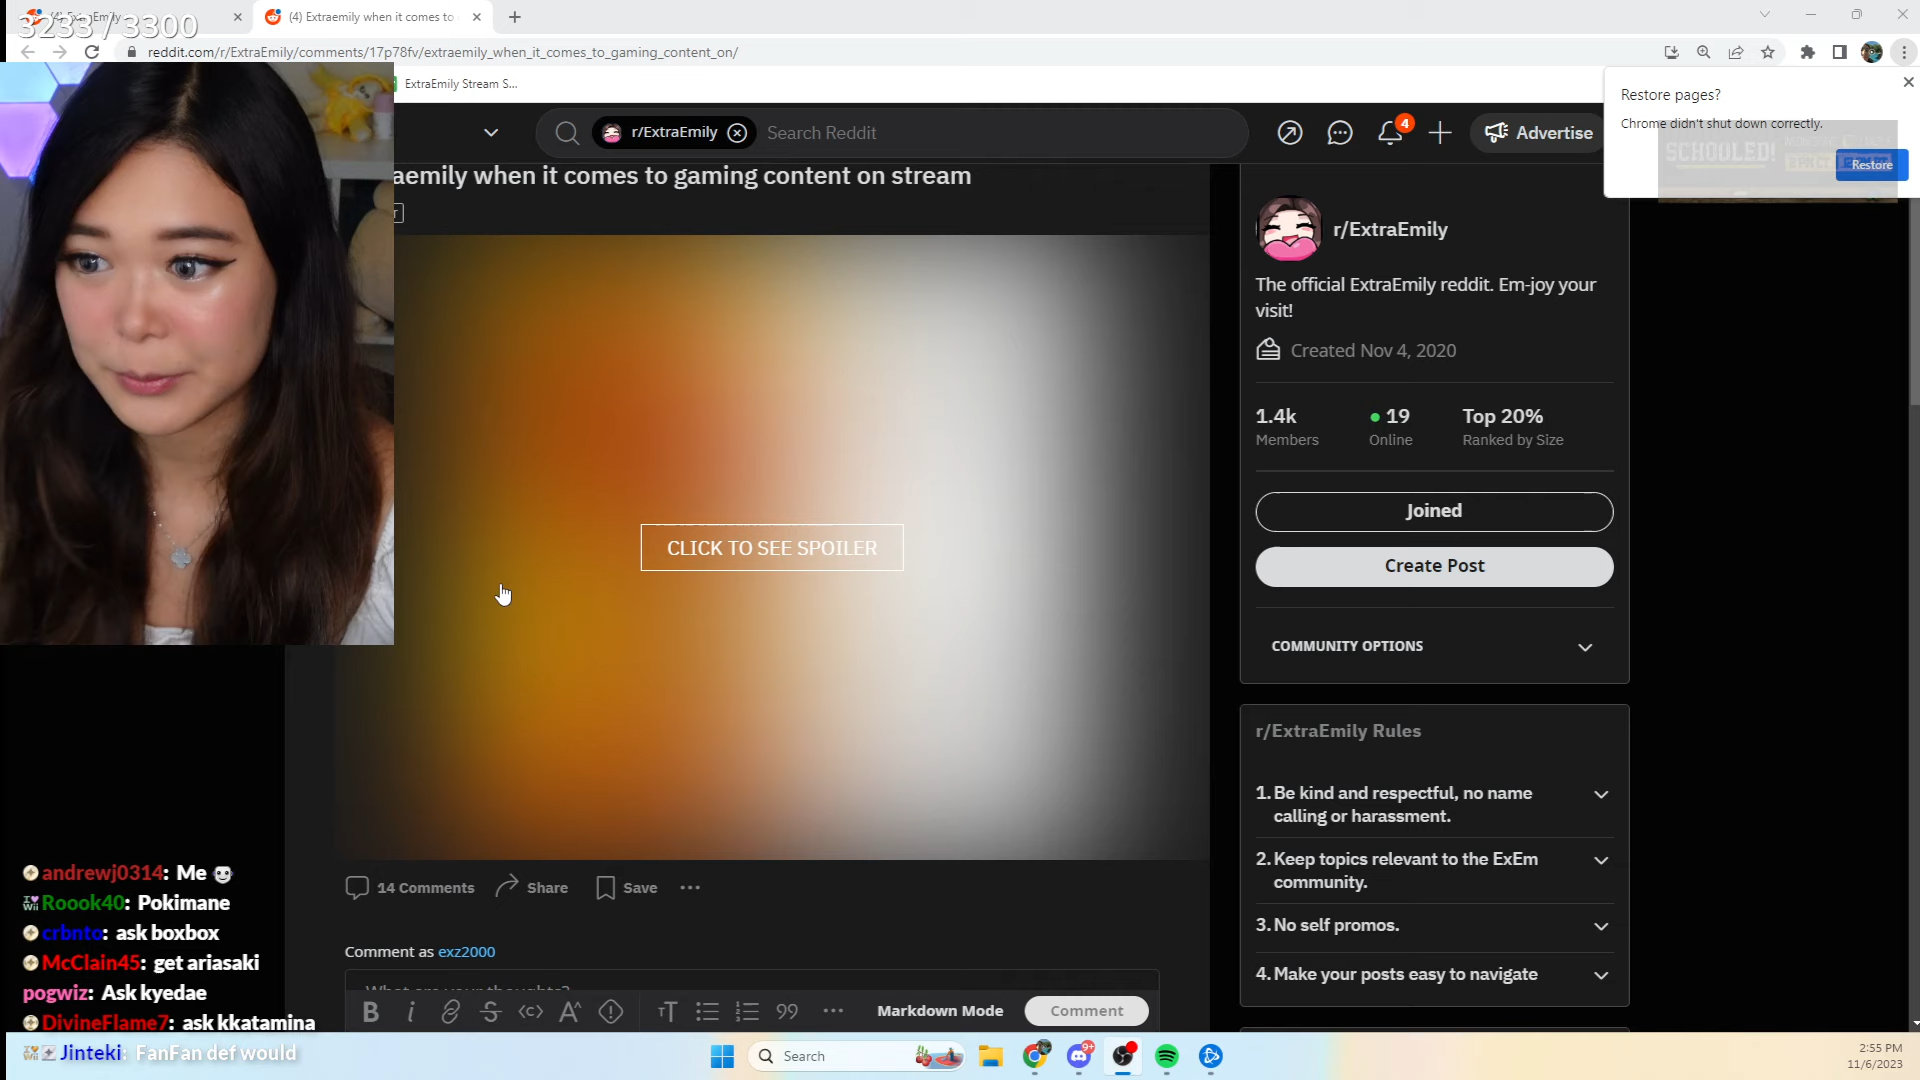 3233 / 3300
(4) Extraemily when it comes to
reddit.com/r/ExtraEmily/comments/17p78fv/extraemily_when_it_comes_to_gaming_content_on/
ExtraEmily Stream S...
Restore pages?
Chrome didn't shut down correctly.
Restore
SCHOOLED!
r/ExtraEmily
Search Reddit
4
Advertise
aemily when it comes to gaming content on stream
CLICK TO SEE SPOILER
14 Comments
Share
Save
Comment as exz2000
What are your thoughts?
Markdown Mode
Comment
r/ExtraEmily
The official ExtraEmily reddit. Em-joy your
visit!
Created Nov 4, 2020
1.4k
19
Top 20%
Members
Online
Ranked by Size
Joined
Create Post
COMMUNITY OPTIONS
r/ExtraEmily Rules
1. Be kind and respectful, no name
calling or harassment.
2. Keep topics relevant to the ExEm
community.
3. No self promos.
4. Make your posts easy to navigate
andrewj0314: Me
Roook40: Pokimane
crbnto: ask boxbox
McClain45: get ariasaki
pogwiz: Ask kyedae
DivineFlame7: ask kkatamina
Jinteki: FanFan def would
Search
9+
2:55 PM
11/6/2023